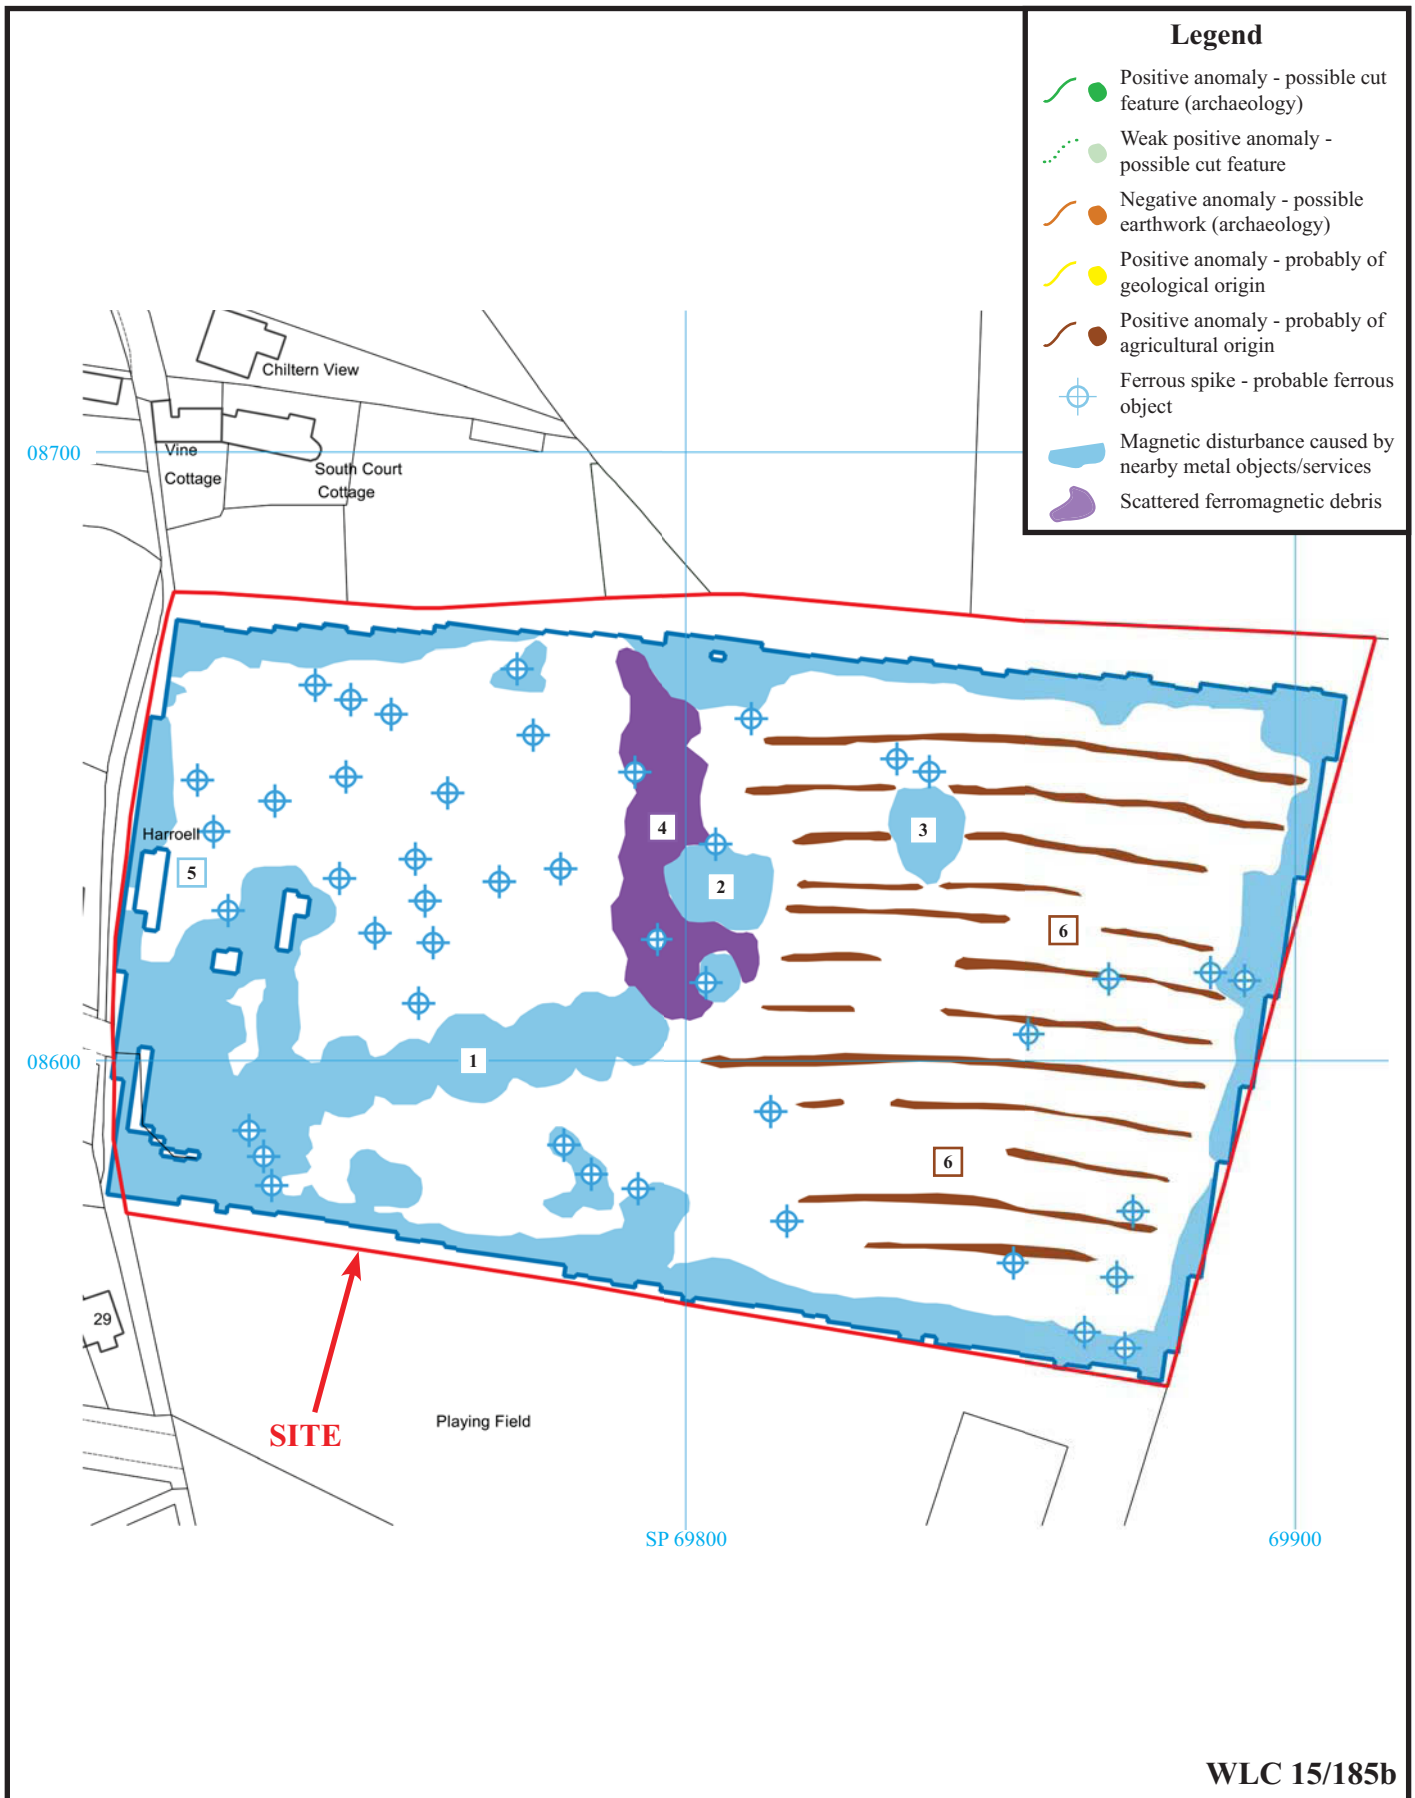 Legend
Positive anomaly - possible cut
feature (archaeology)
Weak positive anomaly -
possible cut feature
Negative anomaly - possible
earthwork (archaeology)
Positive anomaly - probably of
geological origin
Positive anomaly - probably of
agricultural origin
Ferrous spike - probable ferrous
object
Magnetic disturbance caused by
nearby metal objects/services
Scattered ferromagnetic debris
Chiltern View
08700
Vine
Cottage
South Court
Cottage
4
3
Harroell
5
2
6
08600
1
6
29
SITE
Playing Field
SP 69800
69900
WLC 15/185b